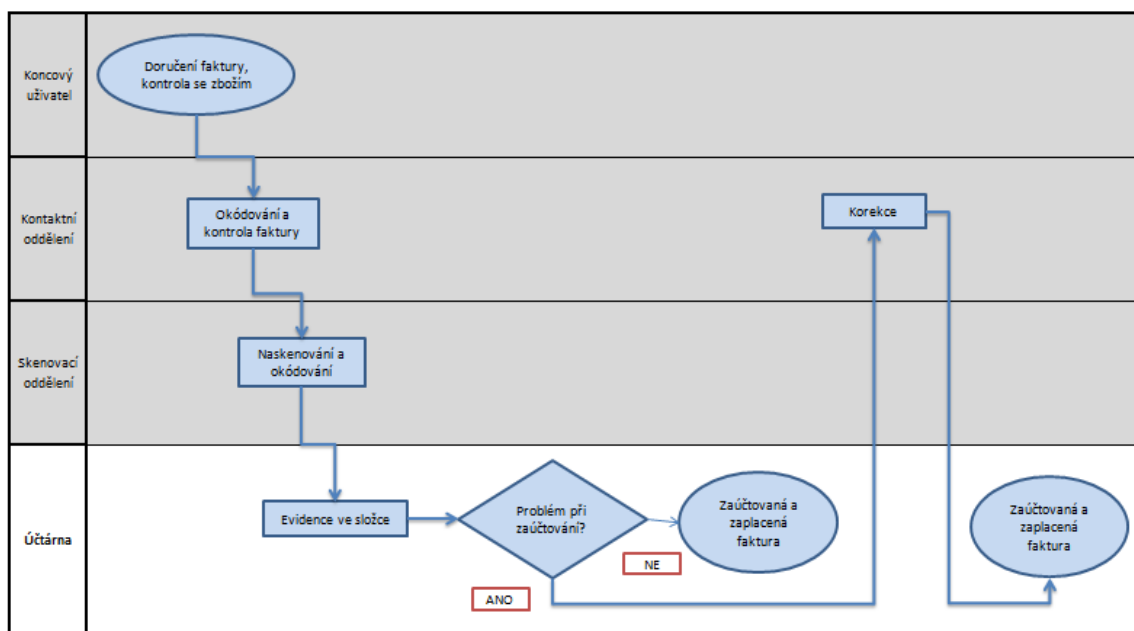 Koncový
uživatel
Doručení faktury,
kontrola se zbožím
Kontaktní
oddělení
Okódování a
kontrola faktury
Korekce
Skenovací
oddělení
Naskenování a
okódování
Účtárna
Evidence ve složce
Problém při
zaúčtování?
ANO
NE
Zaúčtovaná a
zaplacená
faktura
Zaúčtovaná a
zaplacená
faktura